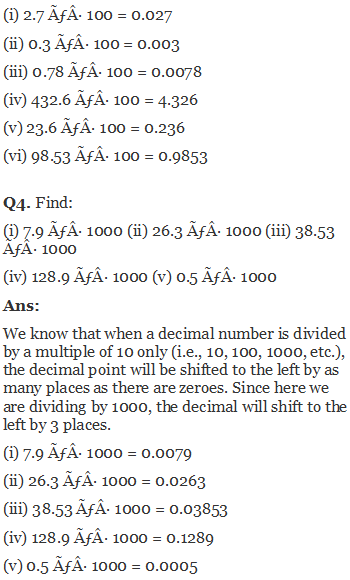 (i) 2.7 ÃƒÂ· 100 = 0.027
(ii) 0.3 ÃƒÂ· 100 = 0.003
(iii) 0.78 ÃƒÂ· 100 = 0.0078
(iv) 432.6 ÃƒÂ· 100 = 4.326
(v) 23.6 ÃƒÂ· 100 = 0.236
(vi) 98.53 ÃƒÂ· 100 = 0.9853
Q4. Find:
(i) 7.9 ÃƒÂ· 1000 (ii) 26.3 ÃƒÂ· 1000 (iii) 38.53
ÃƒÂ· 1000
(iv) 128.9 ÃƒÂ· 1000 (v) 0.5 ÃƒÂ· 1000
Ans:
We know that when a decimal number is divided
by a multiple of 10 only (i.e., 10, 100, 1000, etc.),
the decimal point will be shifted to the left by as
many places as there are zeroes. Since here we
are dividing by 1000, the decimal will shift to the
left by 3 places.
(i) 7.9 ÃƒÂ· 1000 = 0.0079
(ii) 26.3 ÃƒÂ· 1000 = 0.0263
(iii) 38.53 ÃƒÂ· 1000 = 0.03853
(iv) 128.9 ÃƒÂ· 1000 = 0.1289
(v) 0.5 ÃƒÂ· 1000 = 0.0005